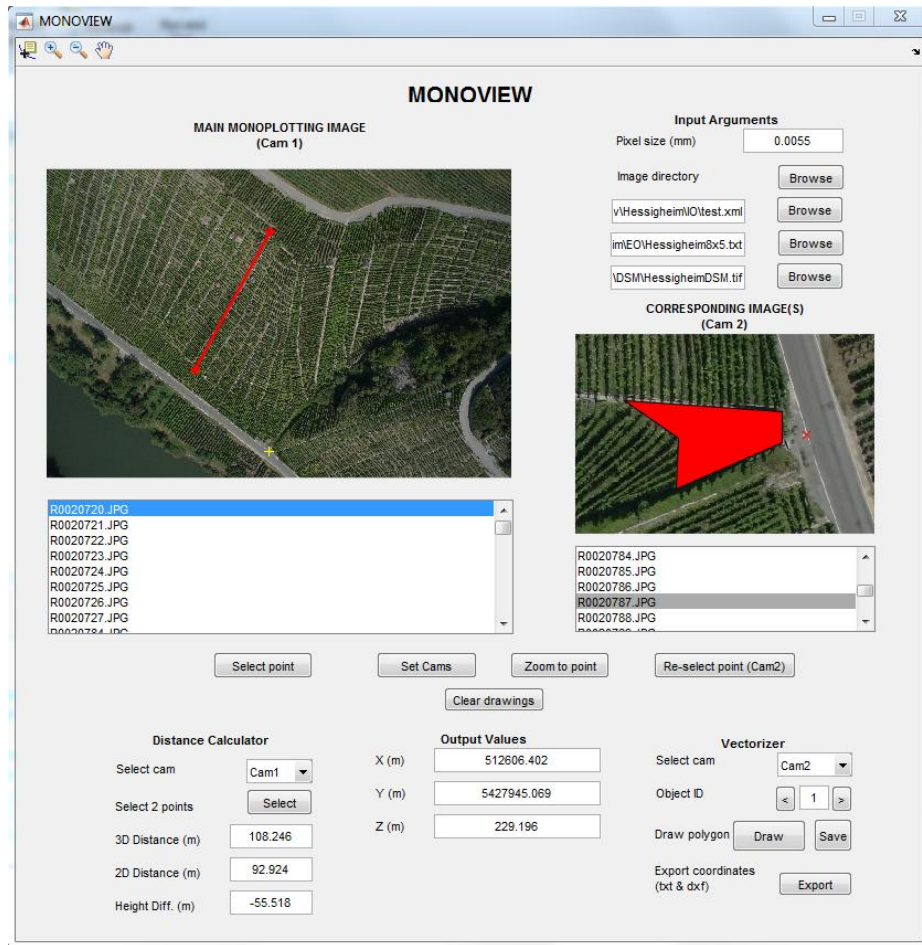 MONOVIEW
MONOVIEW
MAIN MONOPLOTTING IMAGE
(Cam 1)
Input Arguments
Pixel size (mm) 0.0055
Image directory Browse
v\Hessigheim\IO\test.xml Browse
im\EO\Hessigheim8x5.txt Browse
\DSM\HessigheimDSM.tif Browse
CORRESPONDING IMAGE(S)
(Cam 2)
R0020720.JPG
R0020721.JPG
R0020722.JPG
R0020723.JPG
R0020724.JPG
R0020725.JPG
R0020726.JPG
R0020727.JPG
R0020784.JPG
R0020784.JPG
R0020785.JPG
R0020786.JPG
R0020787.JPG
R0020788.JPG
R0020789.JPG
Select point Set Cams Zoom to point Re-select point (Cam2)
Clear drawings
Distance Calculator
Select cam Cam1
Select 2 points Select
3D Distance (m) 108.246
2D Distance (m) 92.924
Height Diff. (m) -55.518
Output Values
X (m) 512606.402
Y (m) 5427945.069
Z (m) 229.196
Vectorizer
Select cam Cam2
Object ID < 1 >
Draw polygon Draw Save
Export coordinates
(txt & dxf) Export